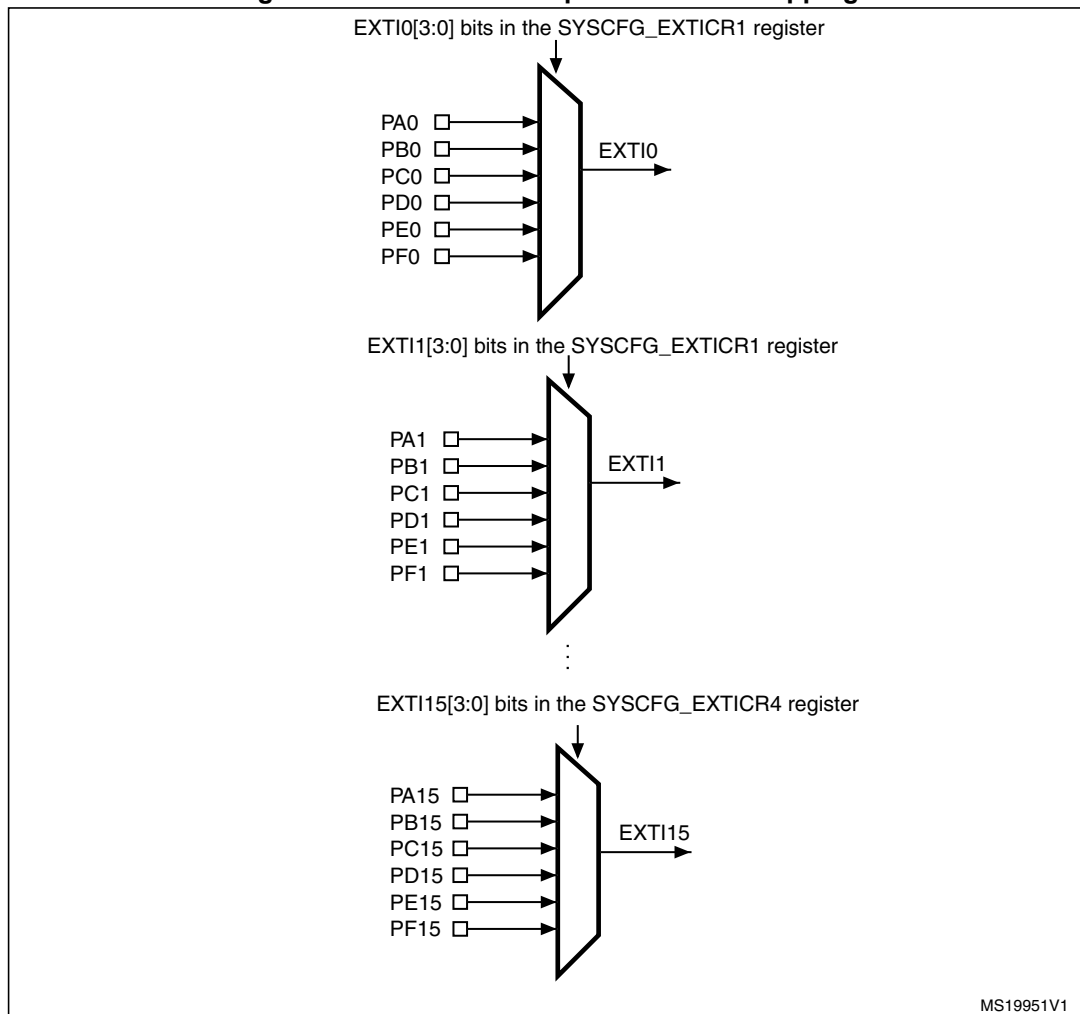 EXTI0[3:0] bits in the SYSCFG_EXTICR1 register
PA0
PB0
PC0
PD0
PE0
PF0
EXTI0
EXTI1[3:0] bits in the SYSCFG_EXTICR1 register
PA1
PB1
PC1
PD1
PE1
PF1
EXTI1
EXTI15[3:0] bits in the SYSCFG_EXTICR4 register
PA15
PB15
PC15
PD15
PE15
PF15
EXTI15
MS19951V1